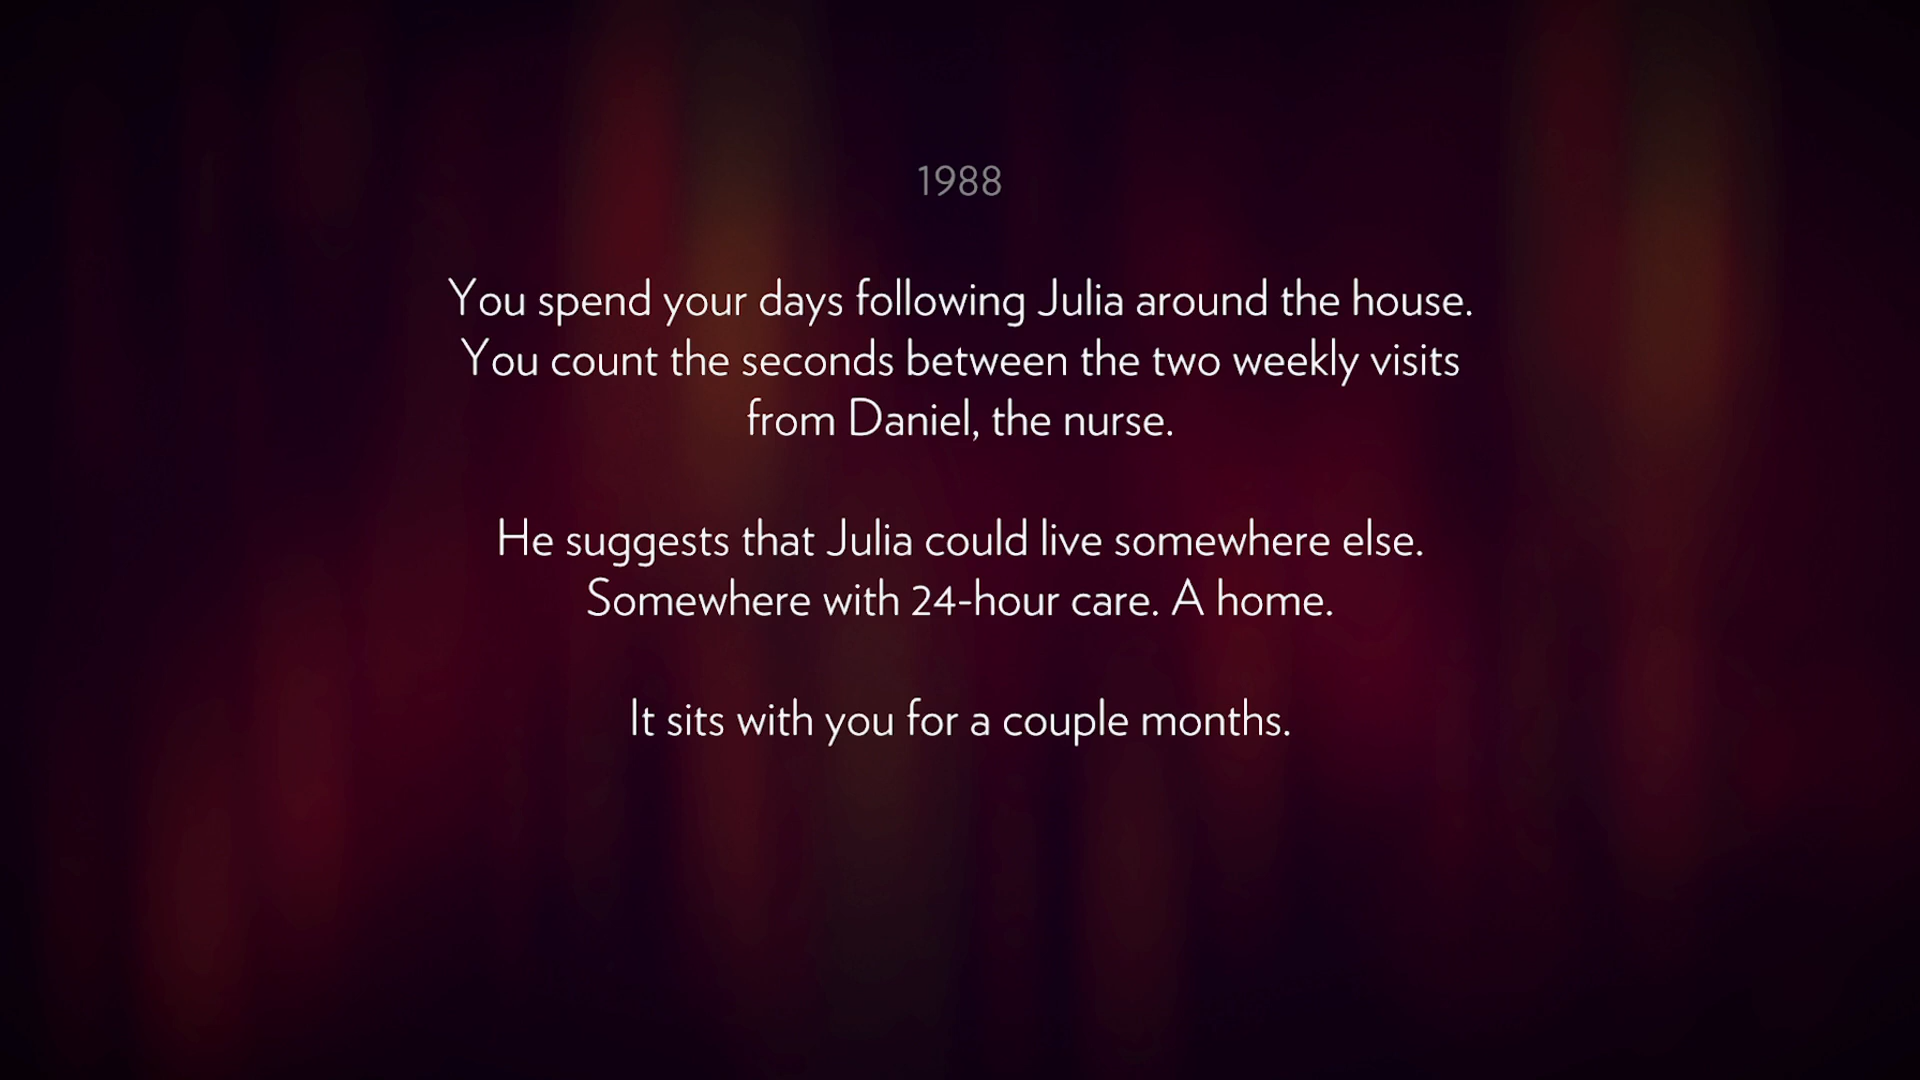 1988
You spend your days following Julia around the house.
You count the seconds between the two weekly visits
from Daniel, the nurse.
He suggests that Julia could live somewhere else.
Somewhere with 24-hour care. A home.
It sits with you for a couple months.